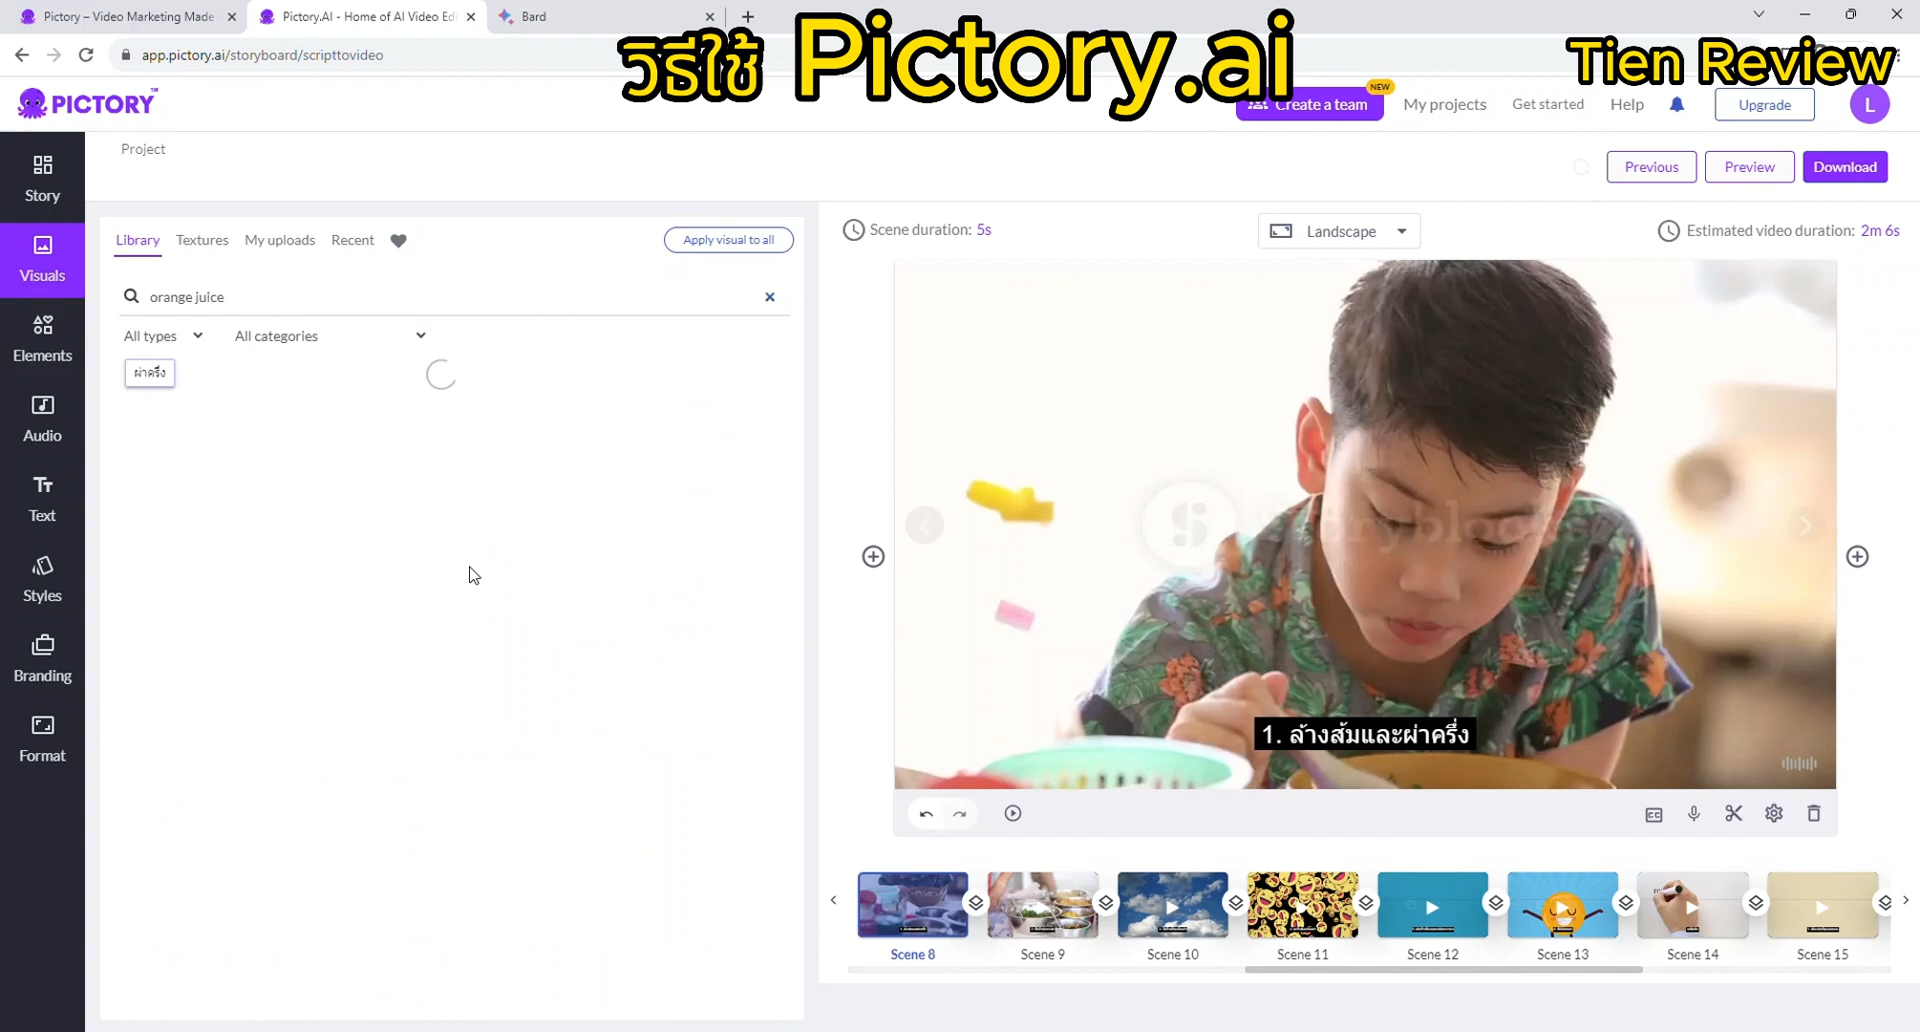 Pictory – Video Marketing Made
Pictory.AI - Home of AI Video Edi
Bard
app.pictory.ai/storyboard/scripttovideo
วิธีใช้ Pictory.ai
Tien Review
PICTORY
Create a team
NEW
My projects
Get started
Help
Upgrade
L
Project
Previous
Preview
Download
Story
Visuals
Elements
Audio
Text
Styles
Branding
Format
Library
Textures
My uploads
Recent
Apply visual to all
orange juice
All types
All categories
ผ่าครึ่ง
Scene duration: 5s
Landscape
Estimated video duration: 2m 6s
1. ล้างส้มและผ่าครึ่ง
Scene 8
Scene 9
Scene 10
Scene 11
Scene 12
Scene 13
Scene 14
Scene 15